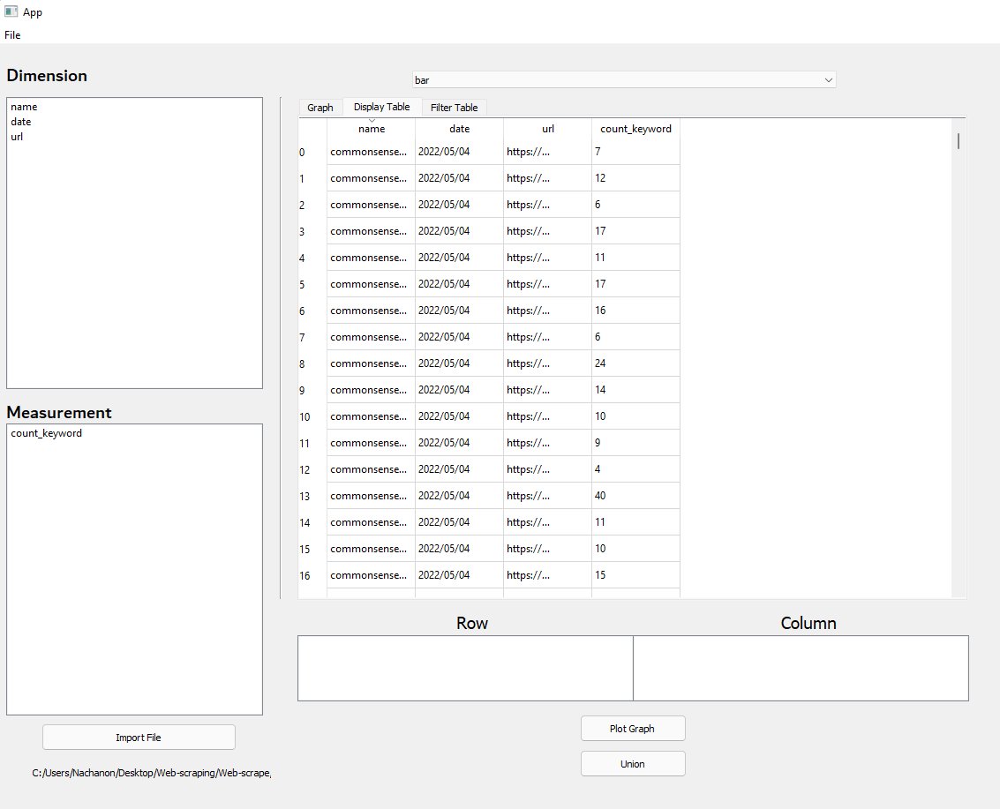 App
File
Dimension
name
date
url
Measurement
count_keyword
Import File
C:/Users/Nachanon/Desktop/Web-scraping/Web-scrape,
bar
Graph Display Table Filter Table
name date url count_keyword
0 commonsense... 2022/05/04 https://... 7
1 commonsense... 2022/05/04 https://... 12
2 commonsense... 2022/05/04 https://... 6
3 commonsense... 2022/05/04 https://... 17
4 commonsense... 2022/05/04 https://... 11
5 commonsense... 2022/05/04 https://... 17
6 commonsense... 2022/05/04 https://... 16
7 commonsense... 2022/05/04 https://... 6
8 commonsense... 2022/05/04 https://... 24
9 commonsense... 2022/05/04 https://... 14
10 commonsense... 2022/05/04 https://... 10
11 commonsense... 2022/05/04 https://... 9
12 commonsense... 2022/05/04 https://... 4
13 commonsense... 2022/05/04 https://... 40
14 commonsense... 2022/05/04 https://... 11
15 commonsense... 2022/05/04 https://... 10
16 commonsense... 2022/05/04 https://... 15
Row Column
Plot Graph
Union